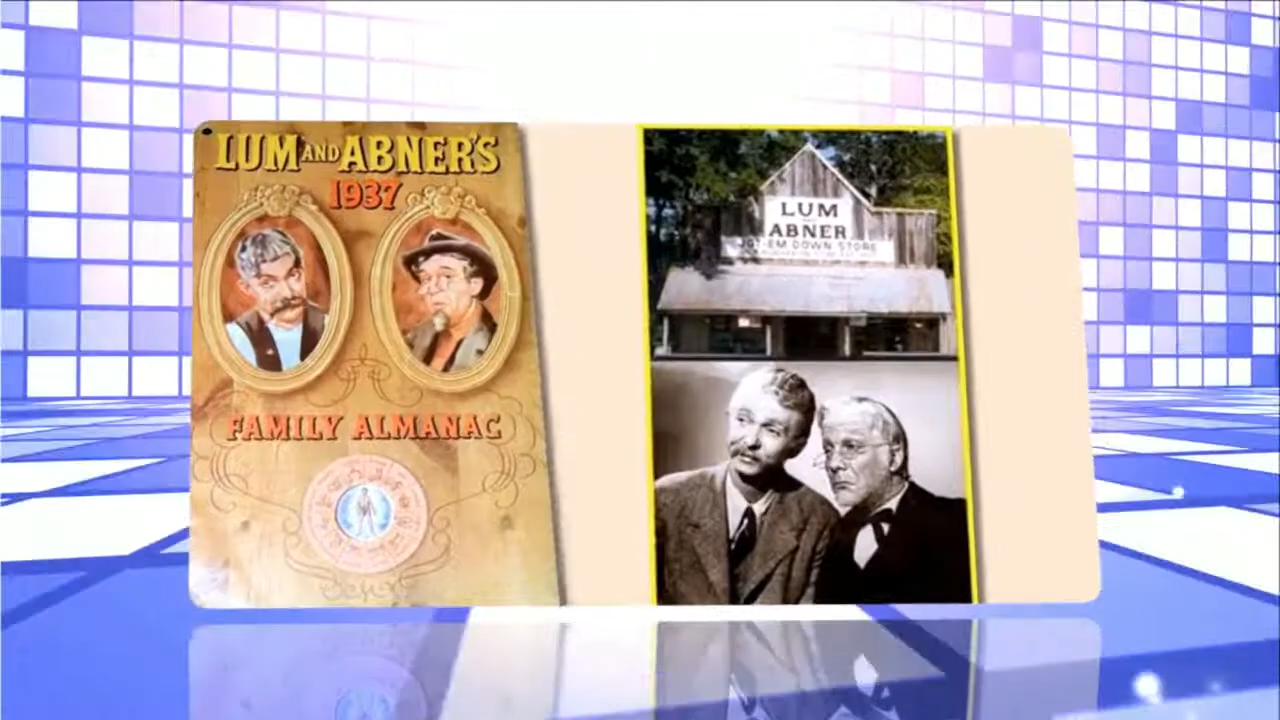 LUM AND ABNER'S
1937
FAMILY ALMANAC
LUM
ABNER
JOT-EM DOWN STORE